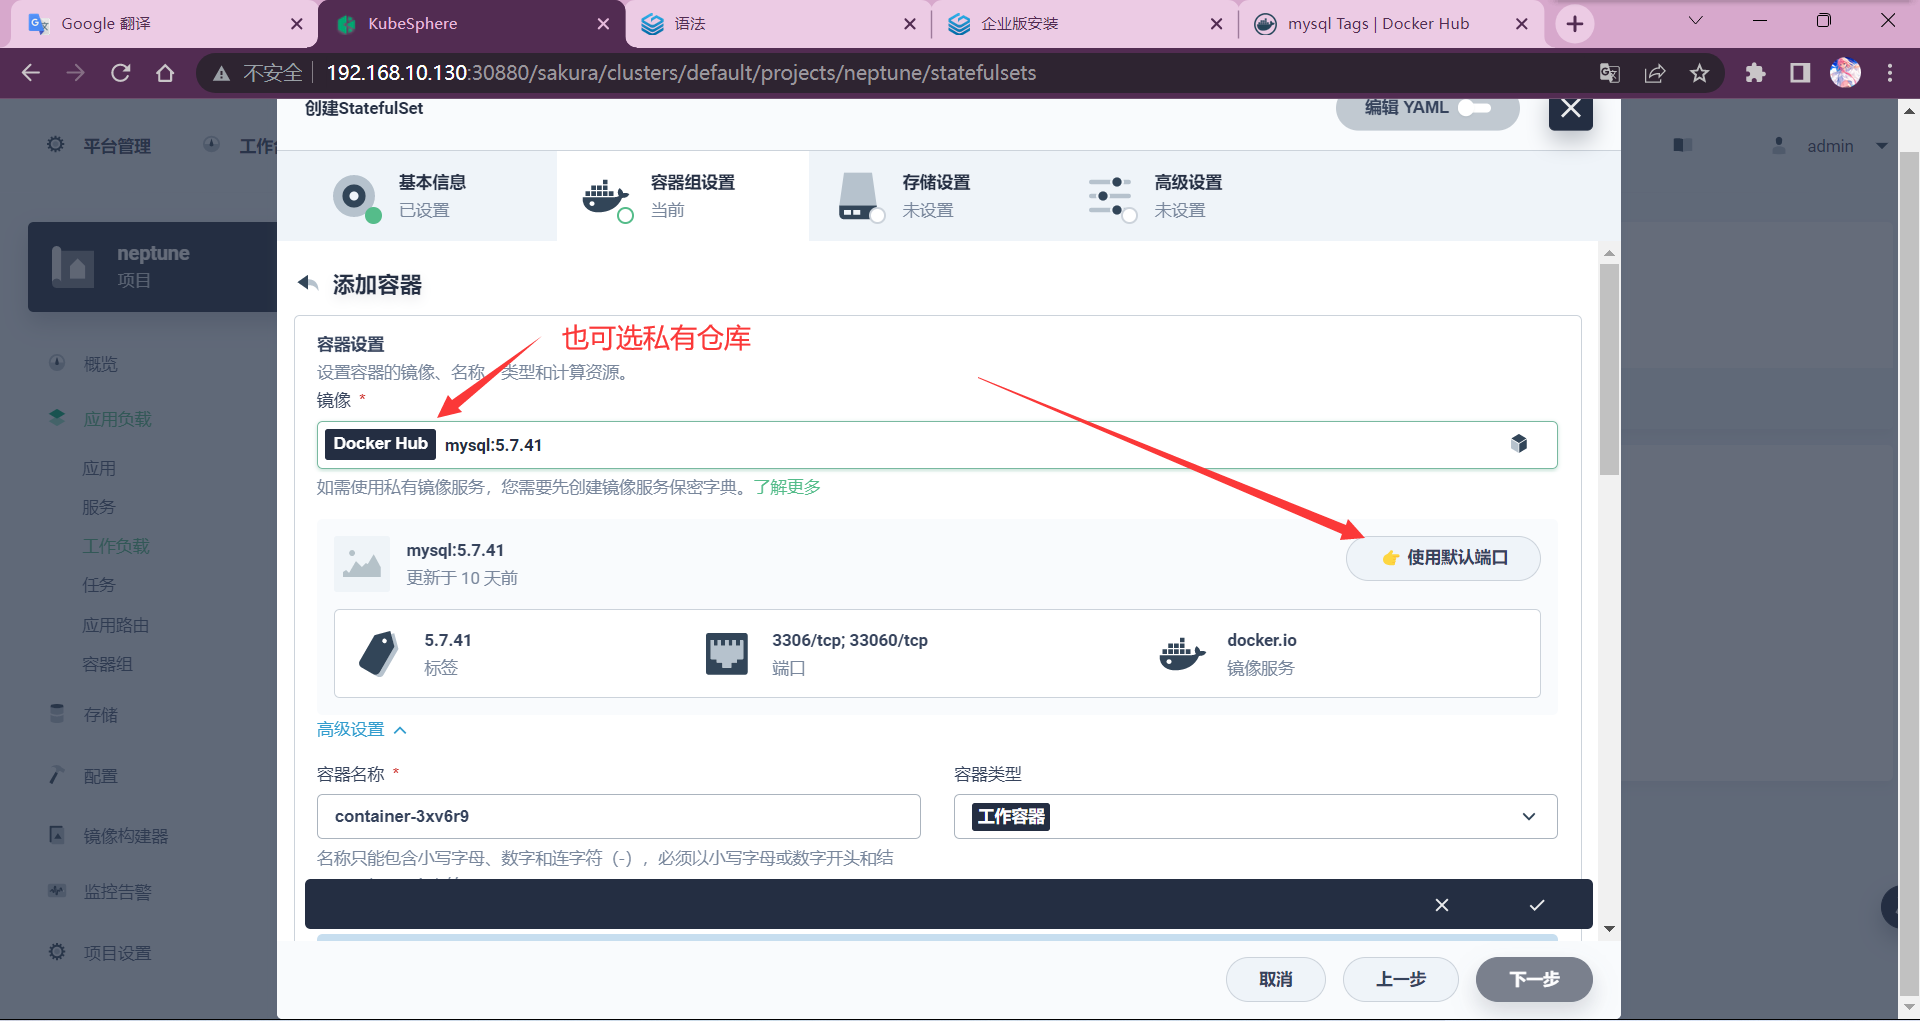 Google 翻译
KubeSphere
语法
企业版安装
mysql Tags | Docker Hub
不安全
192.168.10.130:30880/sakura/clusters/default/projects/neptune/statefulsets
创建StatefulSet
编辑 YAML
平台管理
admin
基本信息
已设置
容器组设置
当前
存储设置
未设置
高级设置
未设置
neptune
项目
概览
应用负载
应用
服务
工作负载
任务
应用路由
容器组
存储
配置
镜像构建器
监控告警
项目设置
添加容器
容器设置
也可选私有仓库
设置容器的镜像、名称、类型和计算资源。
镜像 *
Docker Hub mysql:5.7.41
如需使用私有镜像服务，您需要先创建镜像服务保密字典。了解更多
mysql:5.7.41
更新于 10 天前
👉 使用默认端口
5.7.41
标签
3306/tcp; 33060/tcp
端口
docker.io
镜像服务
高级设置
容器名称 *
容器类型
container-3xv6r9
工作容器
名称只能包含小写字母、数字和连字符（-），必须以小写字母或数字开头和结
取消
上一步
下一步